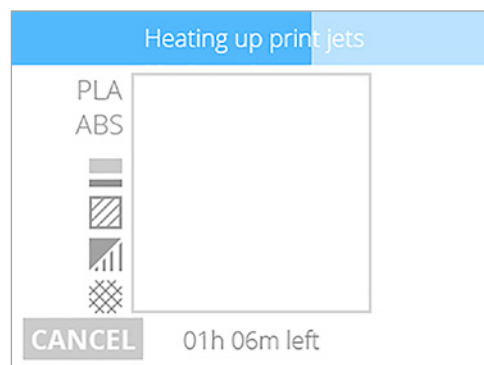 Heating up print jets
PLA
ABS
CANCEL
01h 06m left